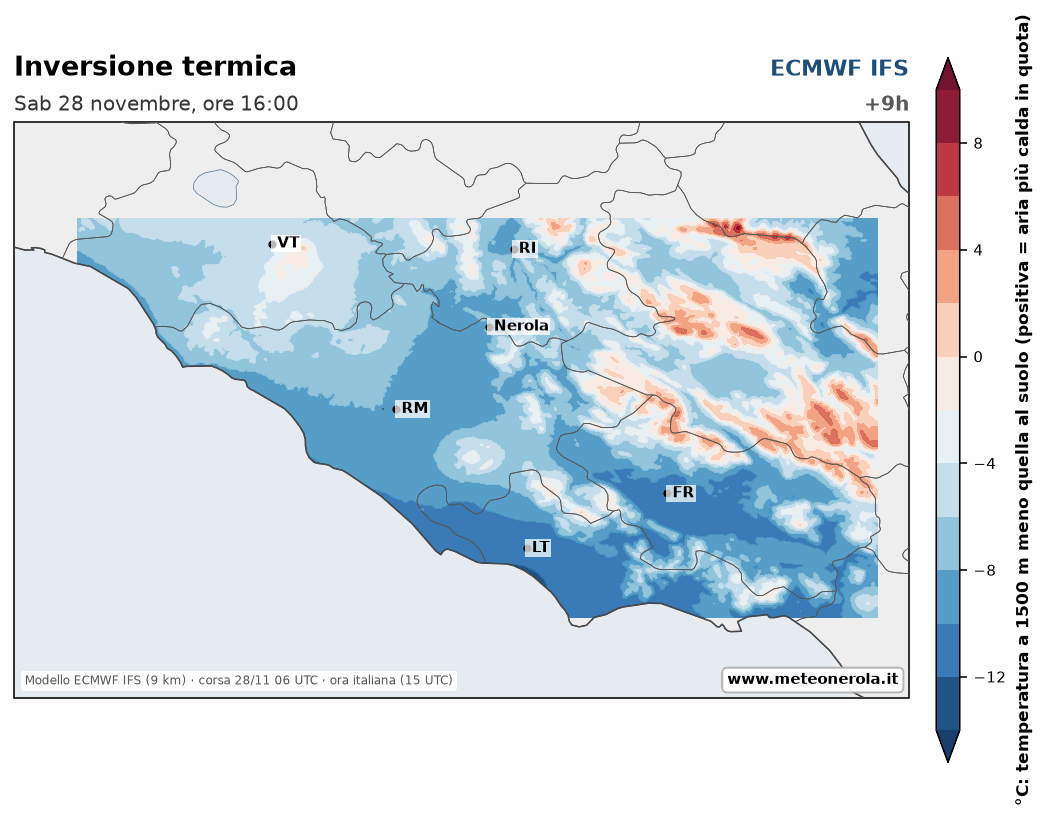 Inversione termica
ECMWF IFS
Sab 28 novembre, ore 16:00
+9h
VT
RI
Nerola
RM
FR
LT
8
4
0
−4
−8
−12
°C: temperatura a 1500 m meno quella al suolo (positiva = aria più calda in quota)
Modello ECMWF IFS (9 km) · corsa 28/11 06 UTC · ora italiana (15 UTC)
www.meteonerola.it